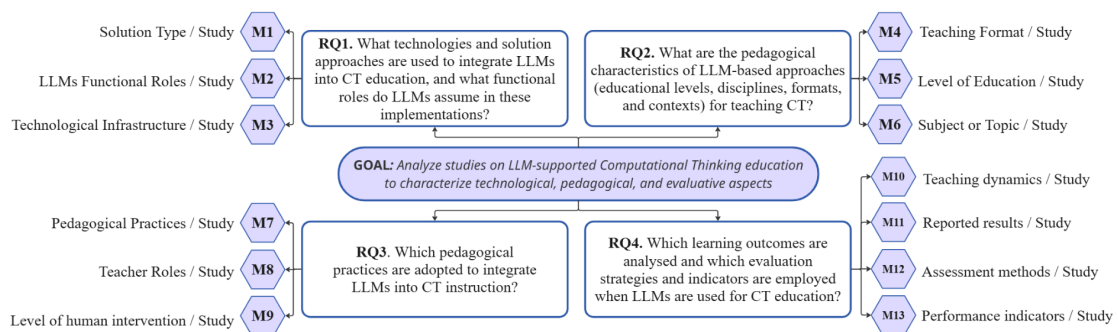 Solution Type / Study
M1
LLMs Functional Roles / Study
M2
Technological Infrastructure / Study
M3
RQ1. What technologies and solution
approaches are used to integrate LLMs
into CT education, and what functional
roles do LLMs assume in these
implementations?
RQ2. What are the pedagogical
characteristics of LLM-based approaches
(educational levels, disciplines, formats,
and contexts) for teaching CT?
M4
Teaching Format / Study
M5
Level of Education / Study
M6
Subject or Topic / Study
GOAL: Analyze studies on LLM-supported Computational Thinking education
to characterize technological, pedagogical, and evaluative aspects
Pedagogical Practices / Study
M7
Teacher Roles / Study
M8
Level of human intervention / Study
M9
RQ3. Which pedagogical
practices are adopted to integrate
LLMs into CT instruction?
RQ4. Which learning outcomes are
analysed and which evaluation
strategies and indicators are employed
when LLMs are used for CT education?
M10
Teaching dynamics / Study
M11
Reported results / Study
M12
Assessment methods / Study
M13
Performance indicators / Study